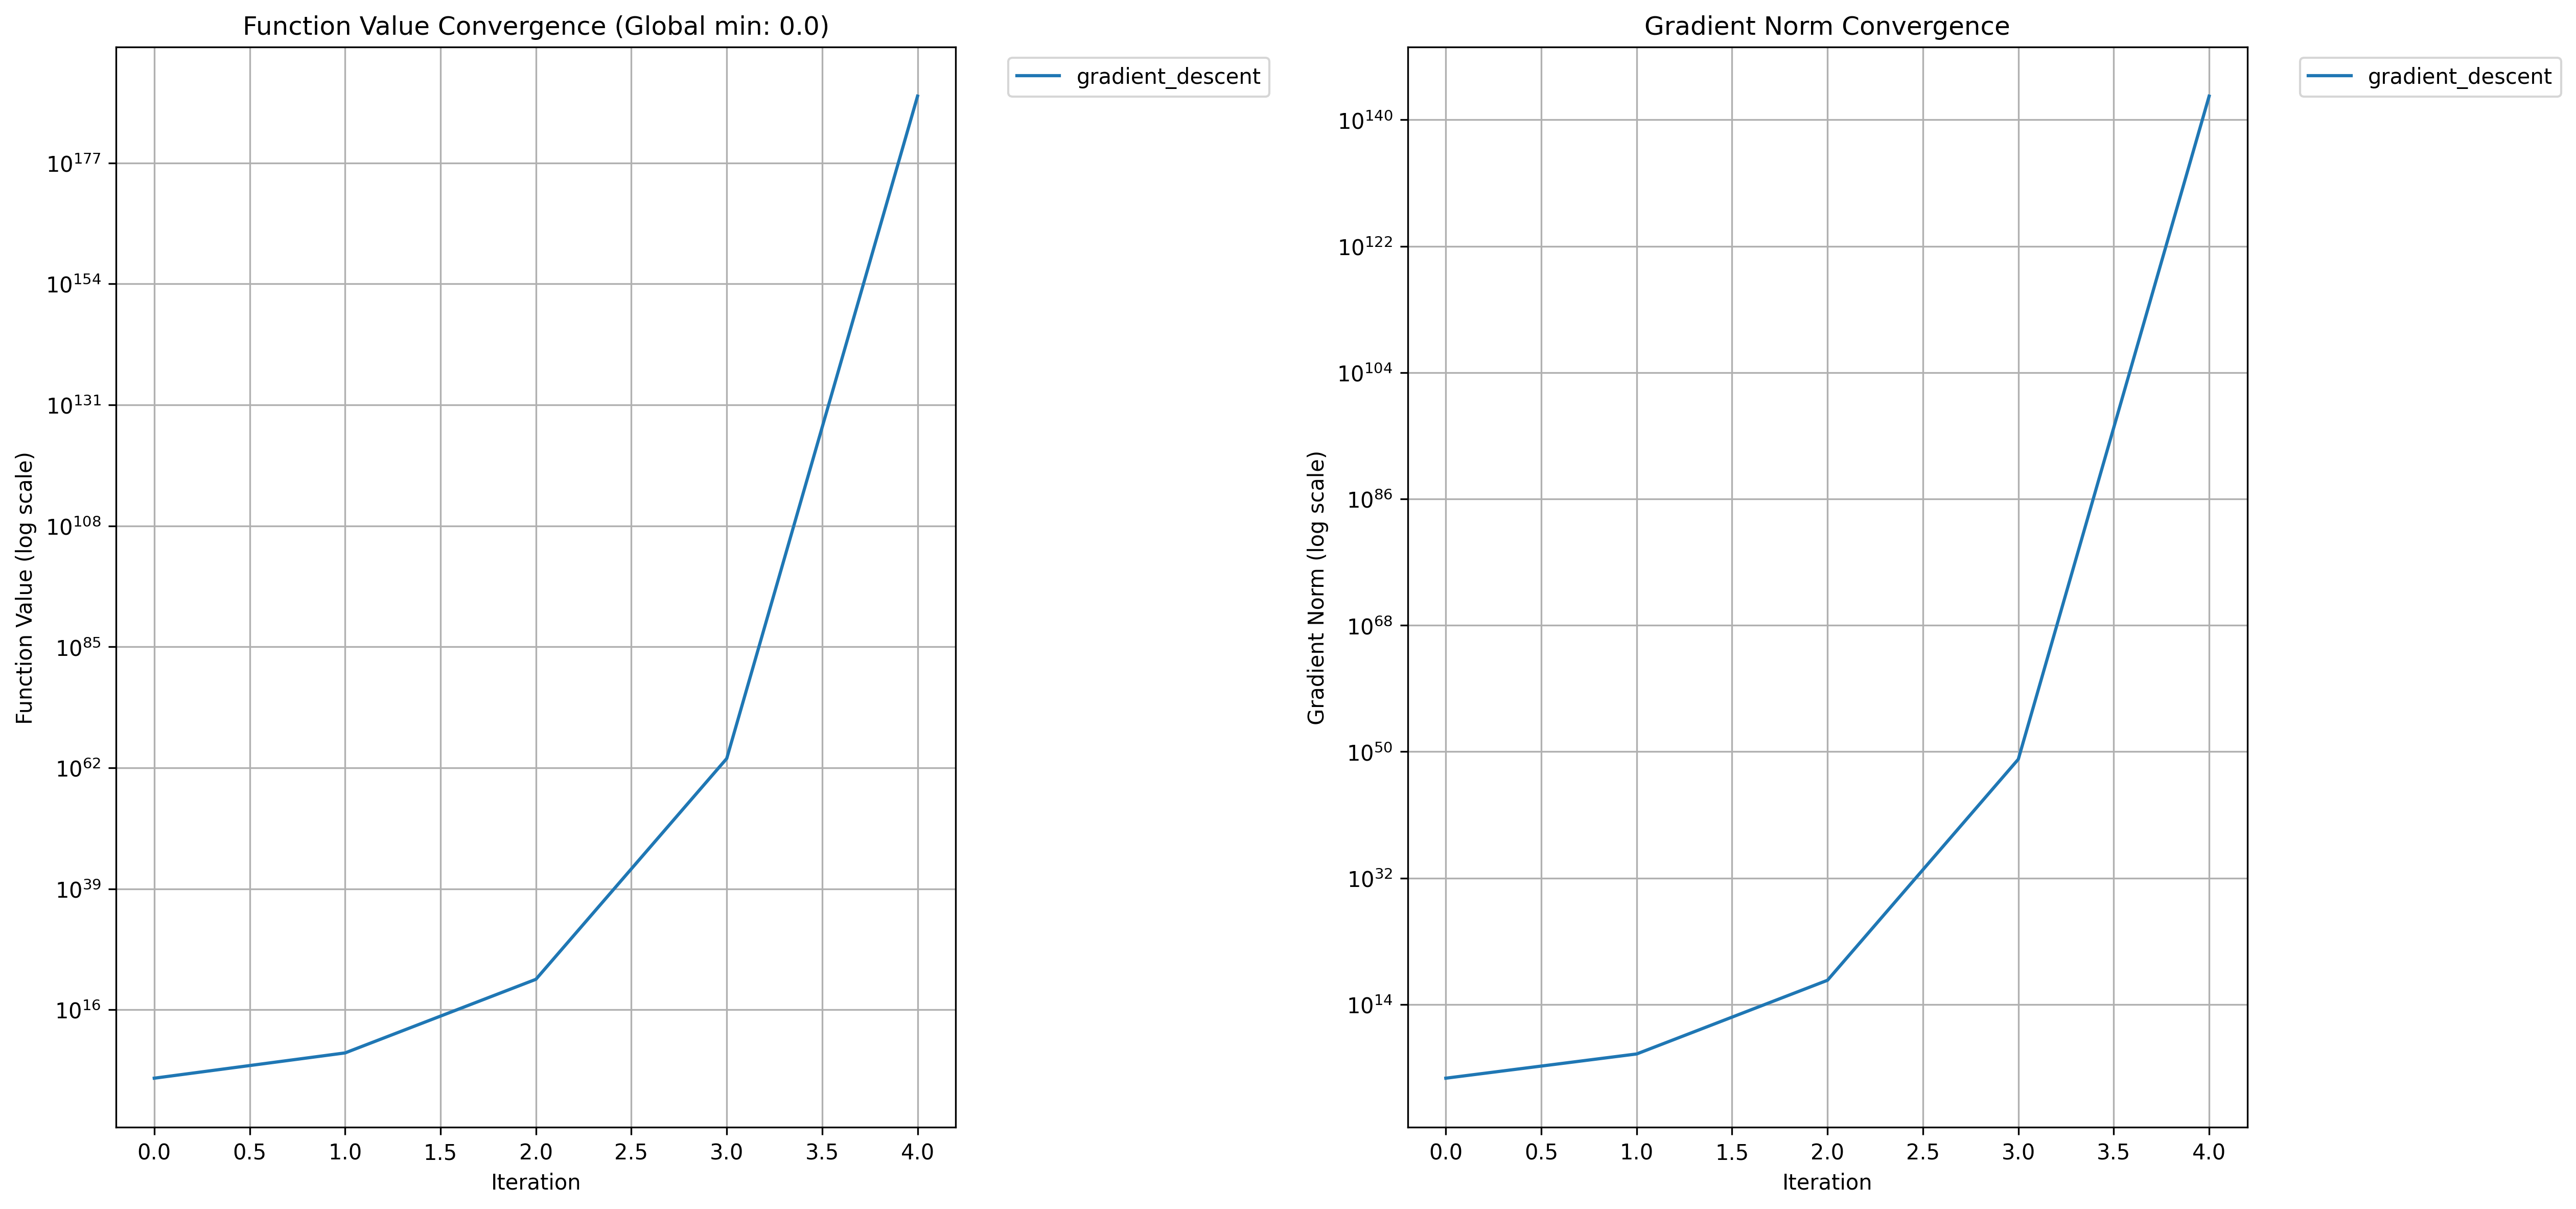 Function Value Convergence (Global min: 0.0)
gradient_descent
Function Value (log scale)
10^177
10^154
10^131
10^108
10^85
10^62
10^39
10^16
0.0 0.5 1.0 1.5 2.0 2.5 3.0 3.5 4.0
Iteration
Gradient Norm Convergence
gradient_descent
Gradient Norm (log scale)
10^140
10^122
10^104
10^86
10^68
10^50
10^32
10^14
0.0 0.5 1.0 1.5 2.0 2.5 3.0 3.5 4.0
Iteration